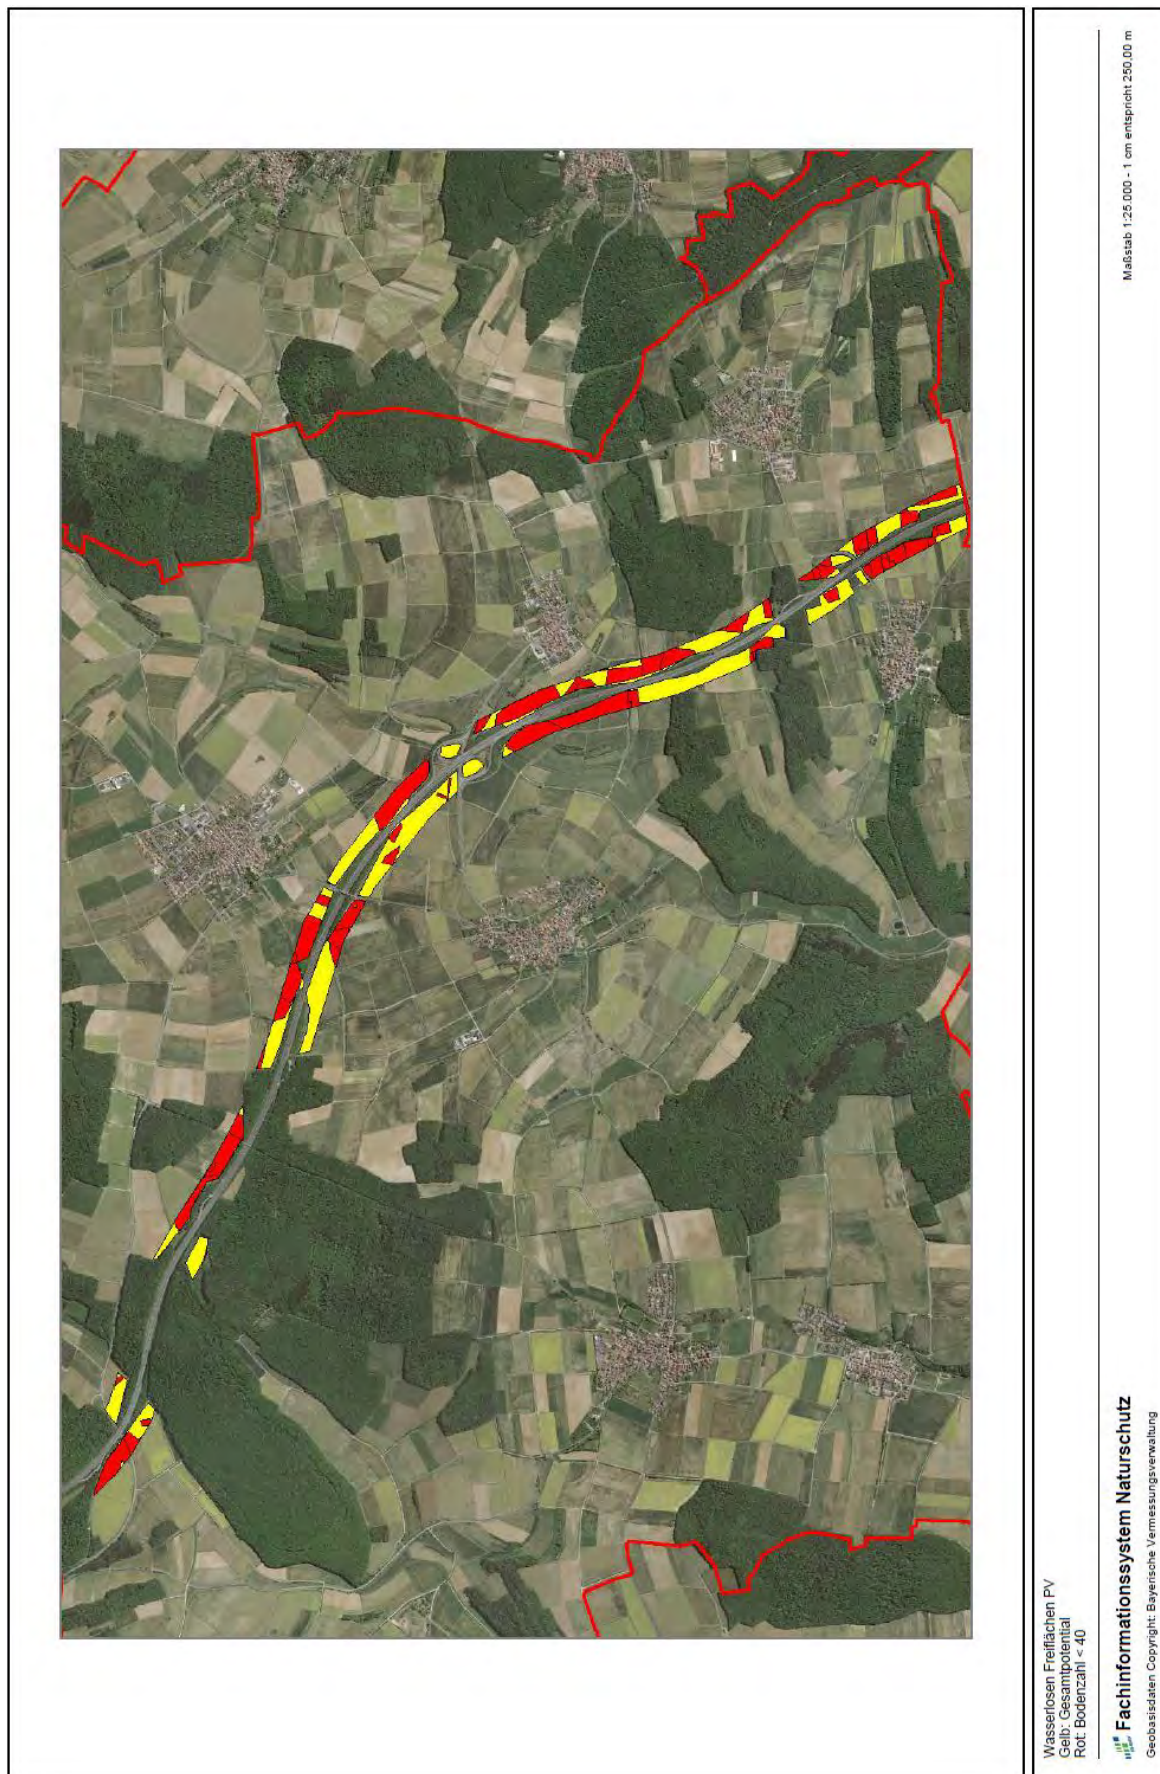 Wasserlosen Freiflächen PV
Gelb: Gesamtpotential
Rot: Bodenzahl < 40
Maßstab 1:25.000 - 1 cm entspricht 250.00 m
Fachinformationssystem Naturschutz
Geobasisdaten Copyright: Bayerische Vermessungsverwaltung